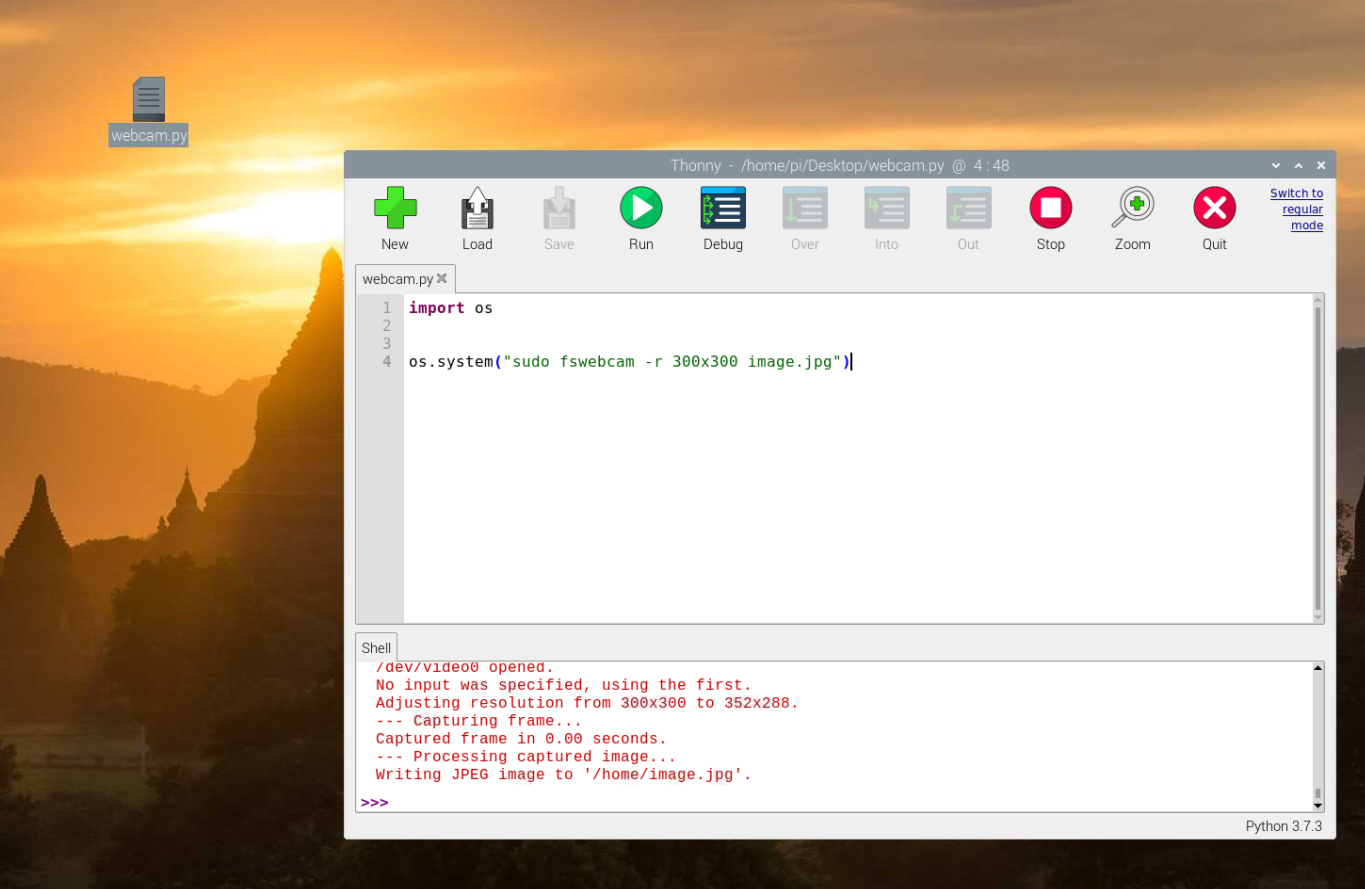 webcam.py
Thonny - /home/pi/Desktop/webcam.py @ 4 : 48
New Load Save Run Debug Over Into Out Stop Zoom Quit
Switch to
regular
mode
webcam.py
1 import os
2
3
4 os.system("sudo fswebcam -r 300x300 image.jpg")
Shell
/dev/video0 opened.
No input was specified, using the first.
Adjusting resolution from 300x300 to 352x288.
--- Capturing frame...
Captured frame in 0.00 seconds.
--- Processing captured image...
Writing JPEG image to '/home/image.jpg'.
>>>
Python 3.7.3